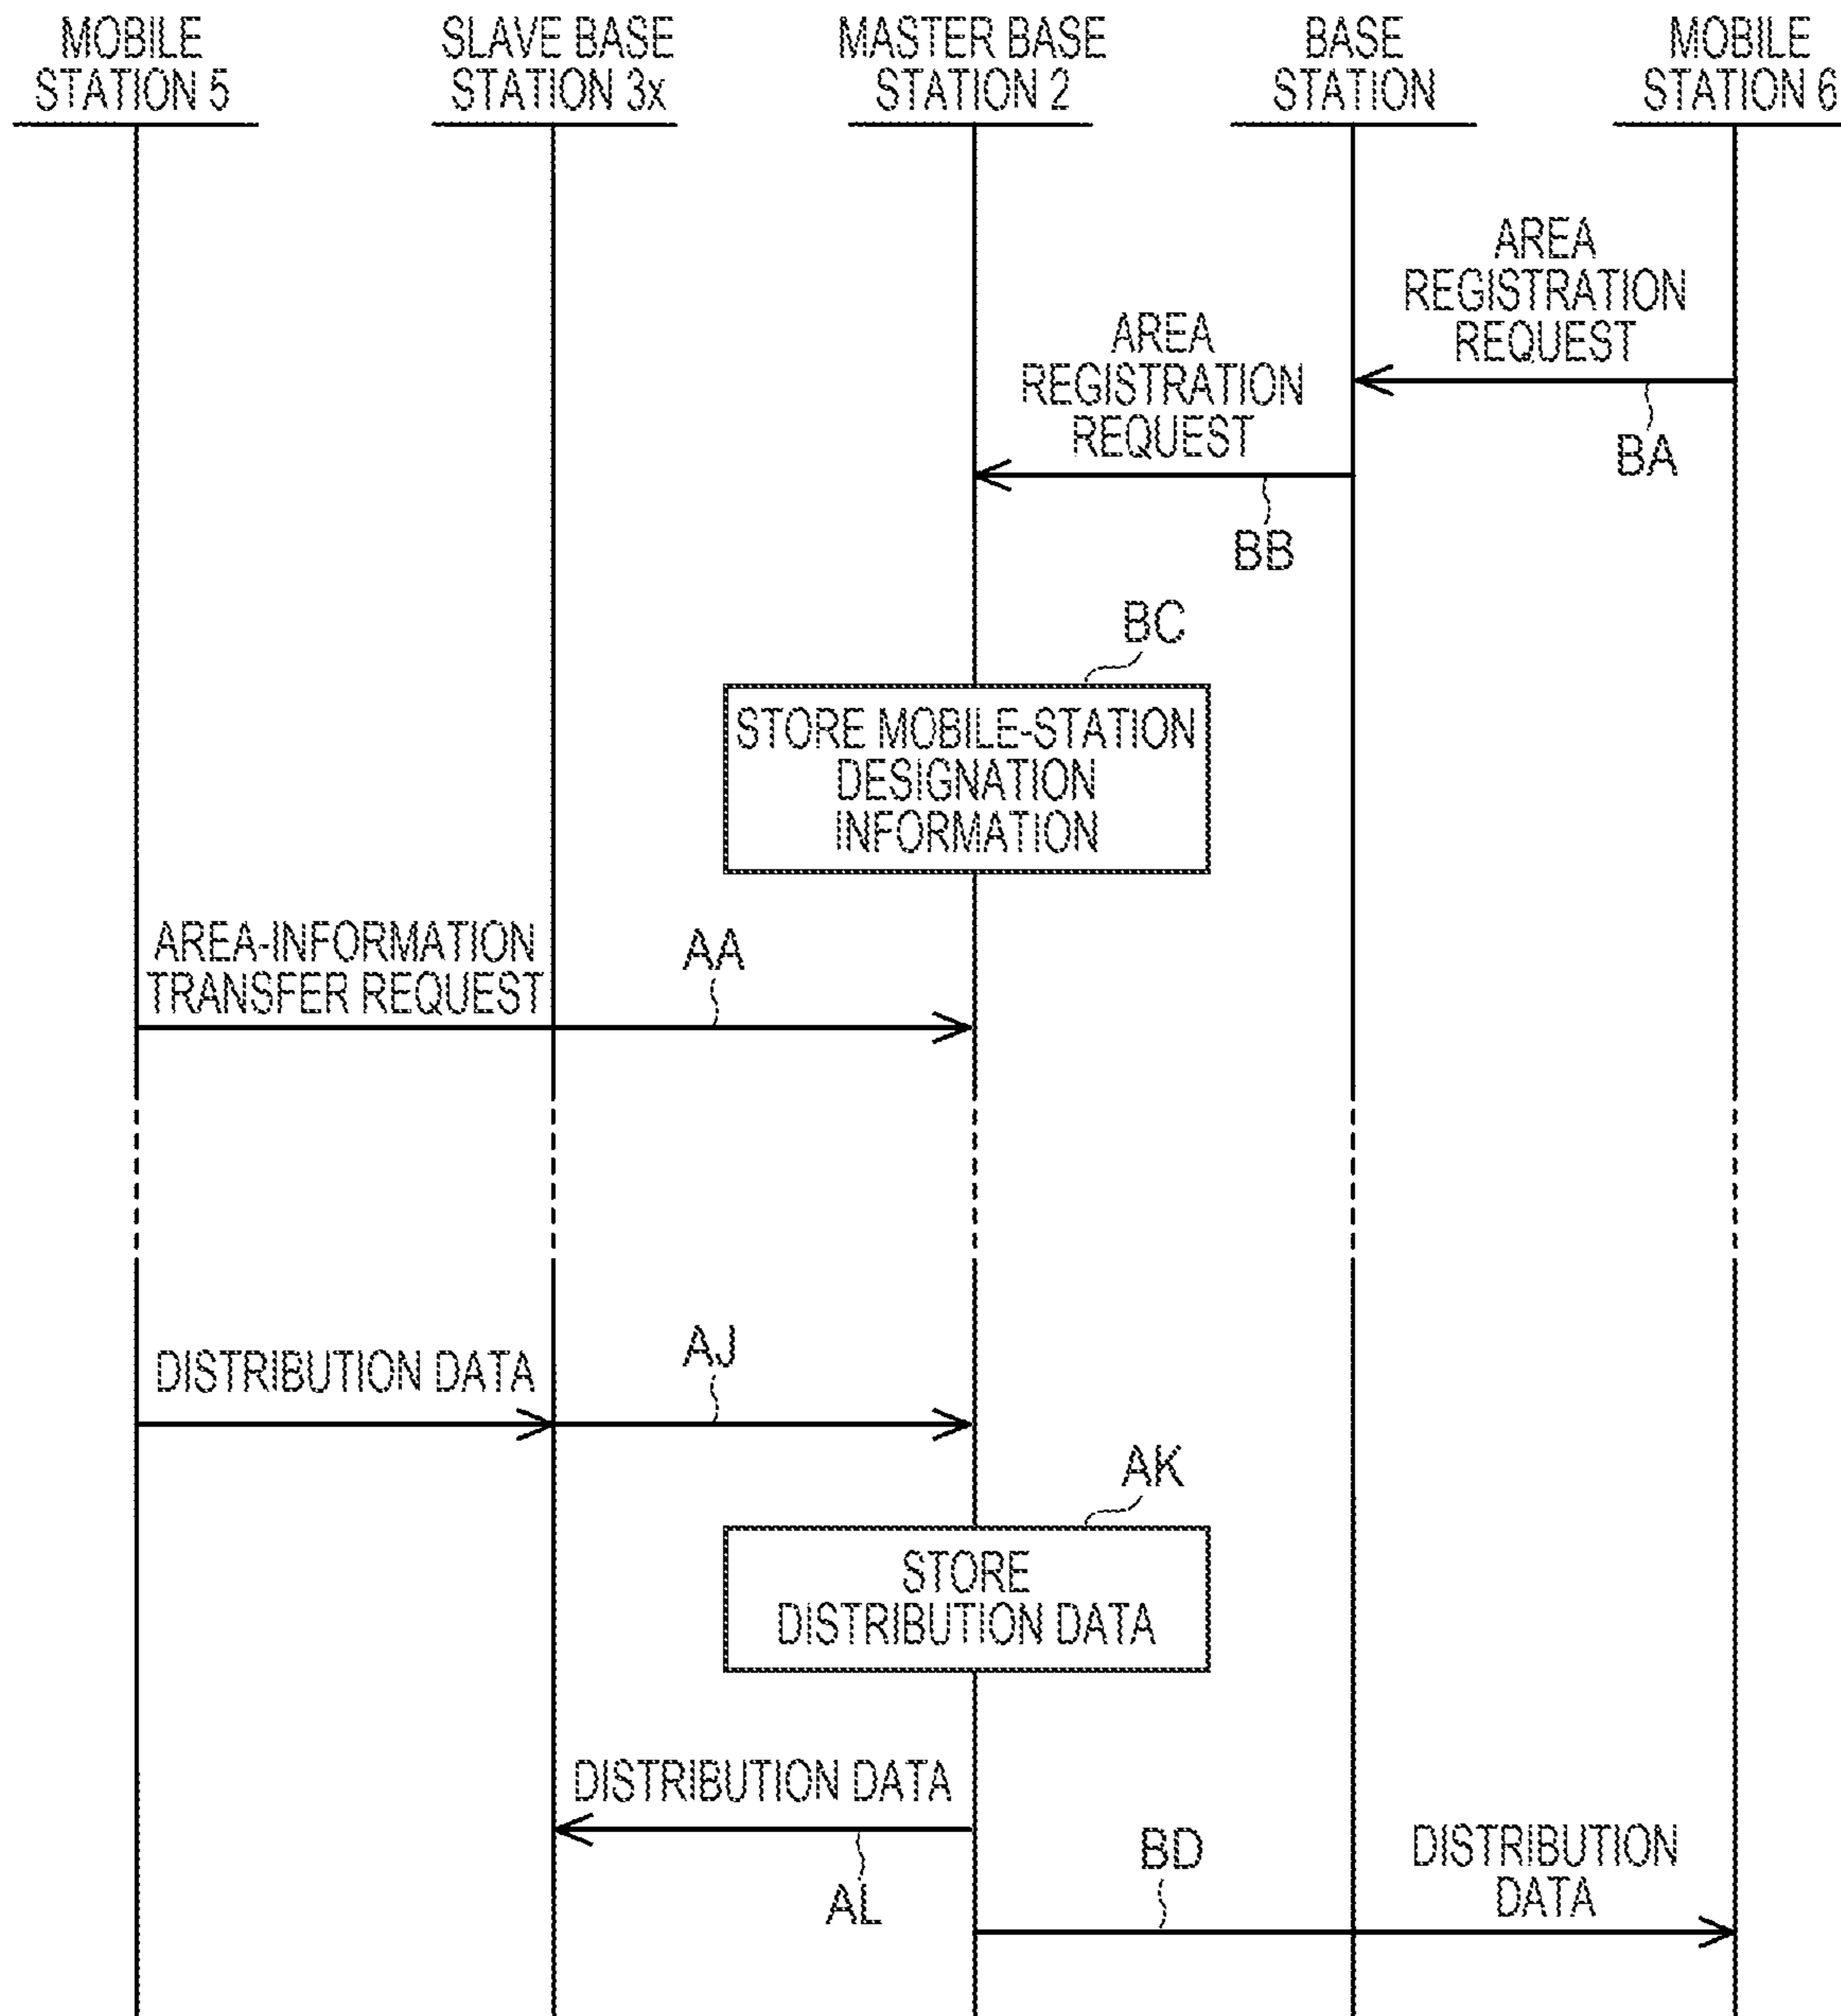 MOBILE
STATION 5
SLAVE BASE
STATION 3x
MASTER BASE
STATION 2
BASE
STATION
MOBILE
STATION 6
AREA
REGISTRATION
REQUEST
BA
AREA
REGISTRATION
REQUEST
BB
BC
STORE MOBILE-STATION
DESIGNATION
INFORMATION
AREA-INFORMATION
TRANSFER REQUEST
AA
DISTRIBUTION DATA
AJ
AK
STORE
DISTRIBUTION DATA
DISTRIBUTION DATA
AL
BD
DISTRIBUTION
DATA